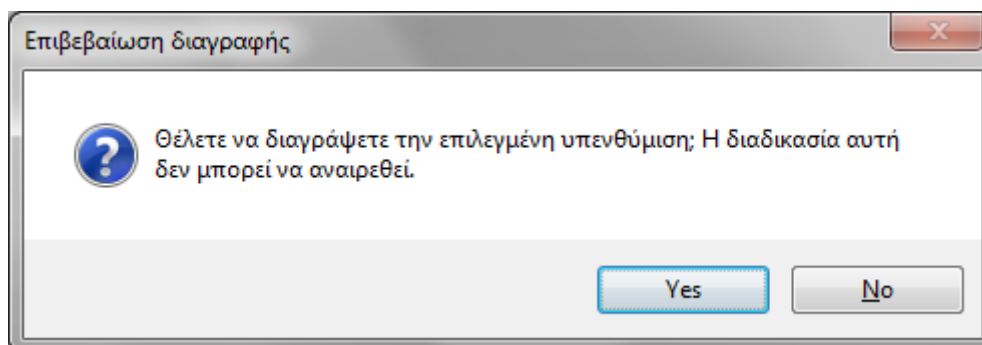 Επιβεβαίωση διαγραφής
Θέλετε να διαγράψετε την επιλεγμένη υπενθύμιση; Η διαδικασία αυτή
δεν μπορεί να αναιρεθεί.
Yes No